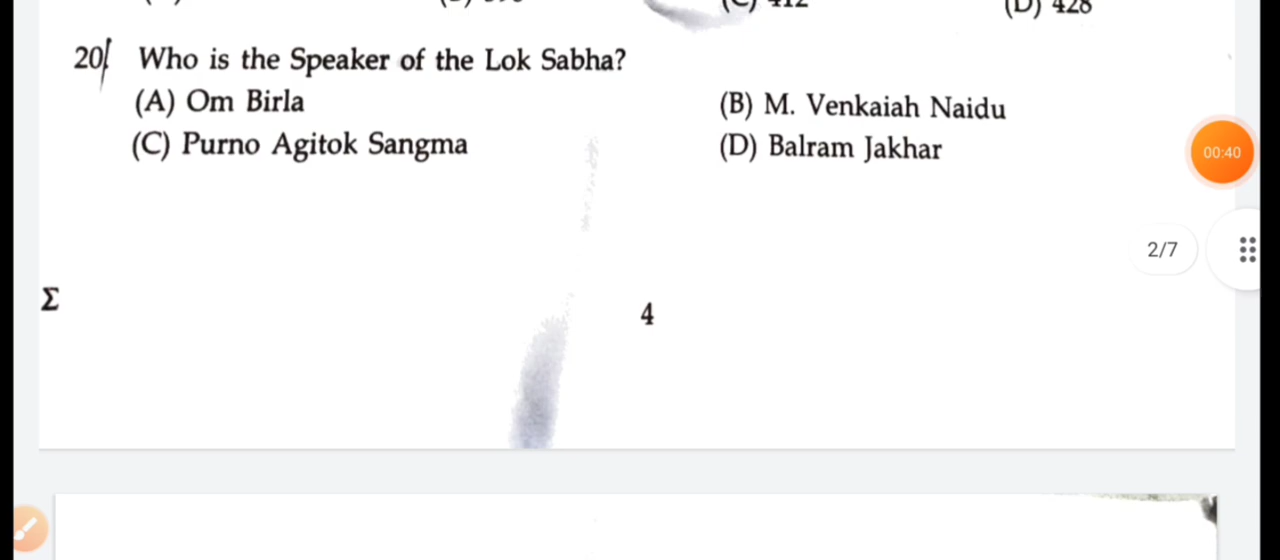 (D) 428
20. Who is the Speaker of the Lok Sabha?
(A) Om Birla
(B) M. Venkaiah Naidu
(C) Purno Agitok Sangma
(D) Balram Jakhar
00:40
2/7
Σ
4